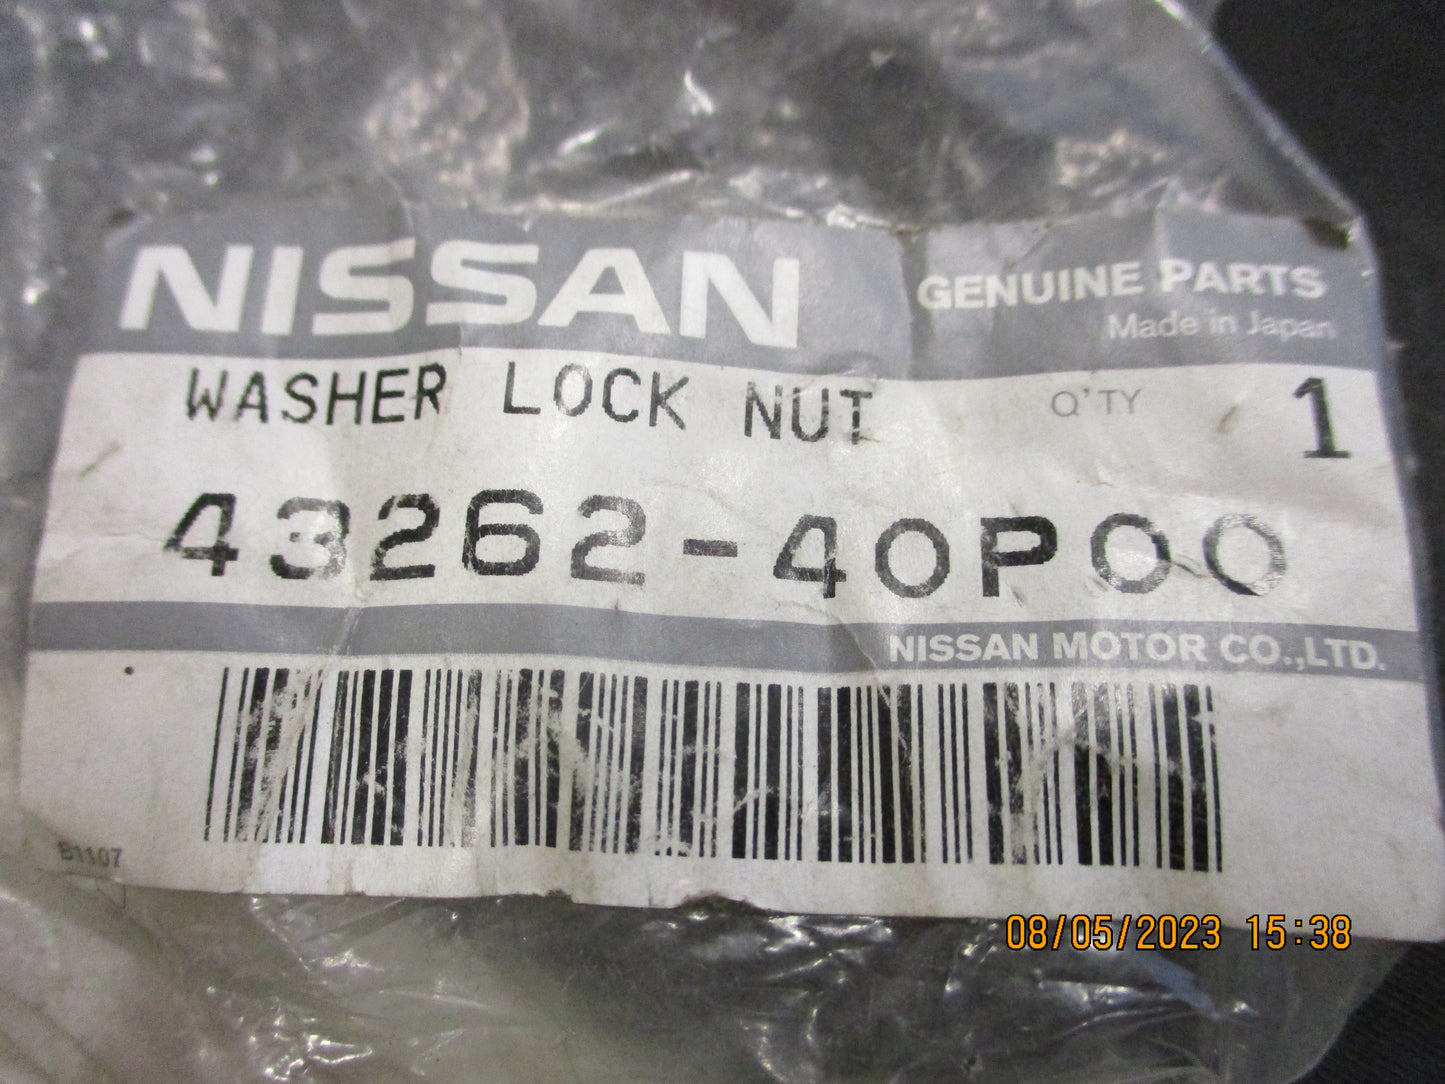 NISSAN
GENUINE PARTS
Made in Japan
WASHER LOCK NUT Q'TY 1
43262-40P00
NISSAN MOTOR CO.,LTD.
B1107
08/05/2023 15:38